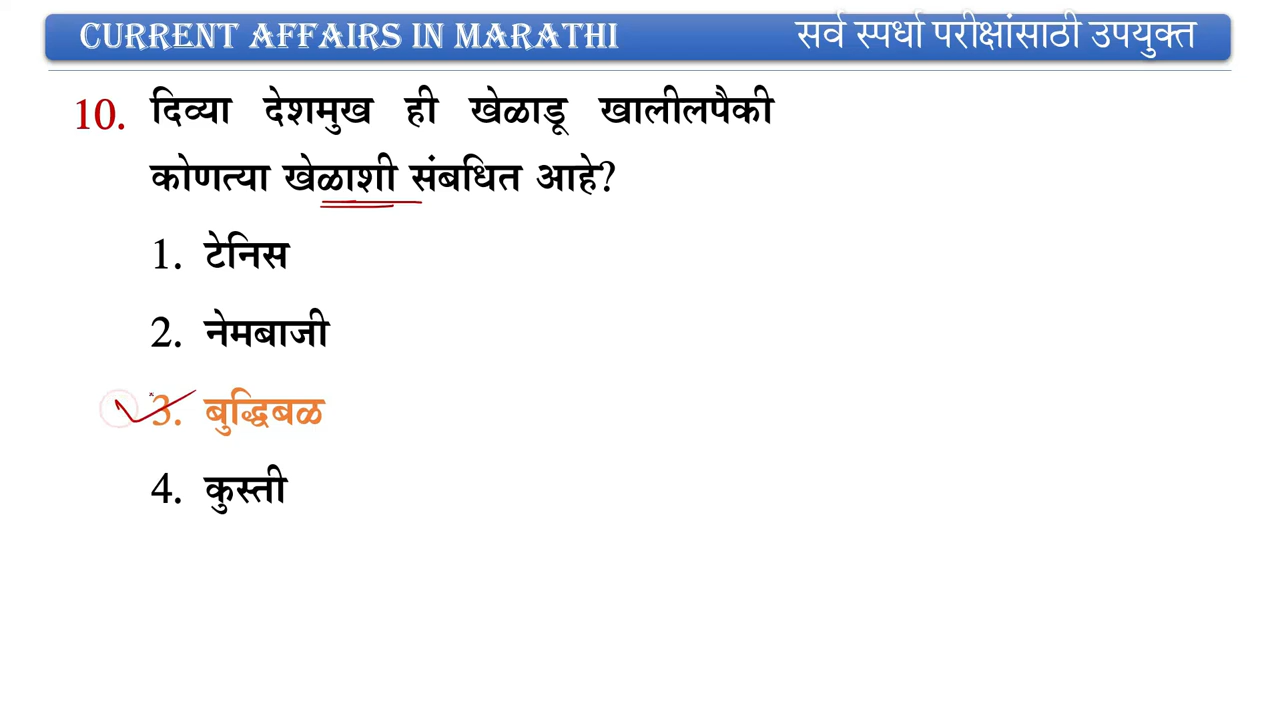 CURRENT AFFAIRS IN MARATHI सर्व स्पर्धा परीक्षांसाठी उपयुक्त
10. दिव्या देशमुख ही खेळाडू खालीलपैकी
कोणत्या खेळाशी संबधित आहे?
1. टेनिस
2. नेमबाजी
3. बुद्धिबळ
4. कुस्ती